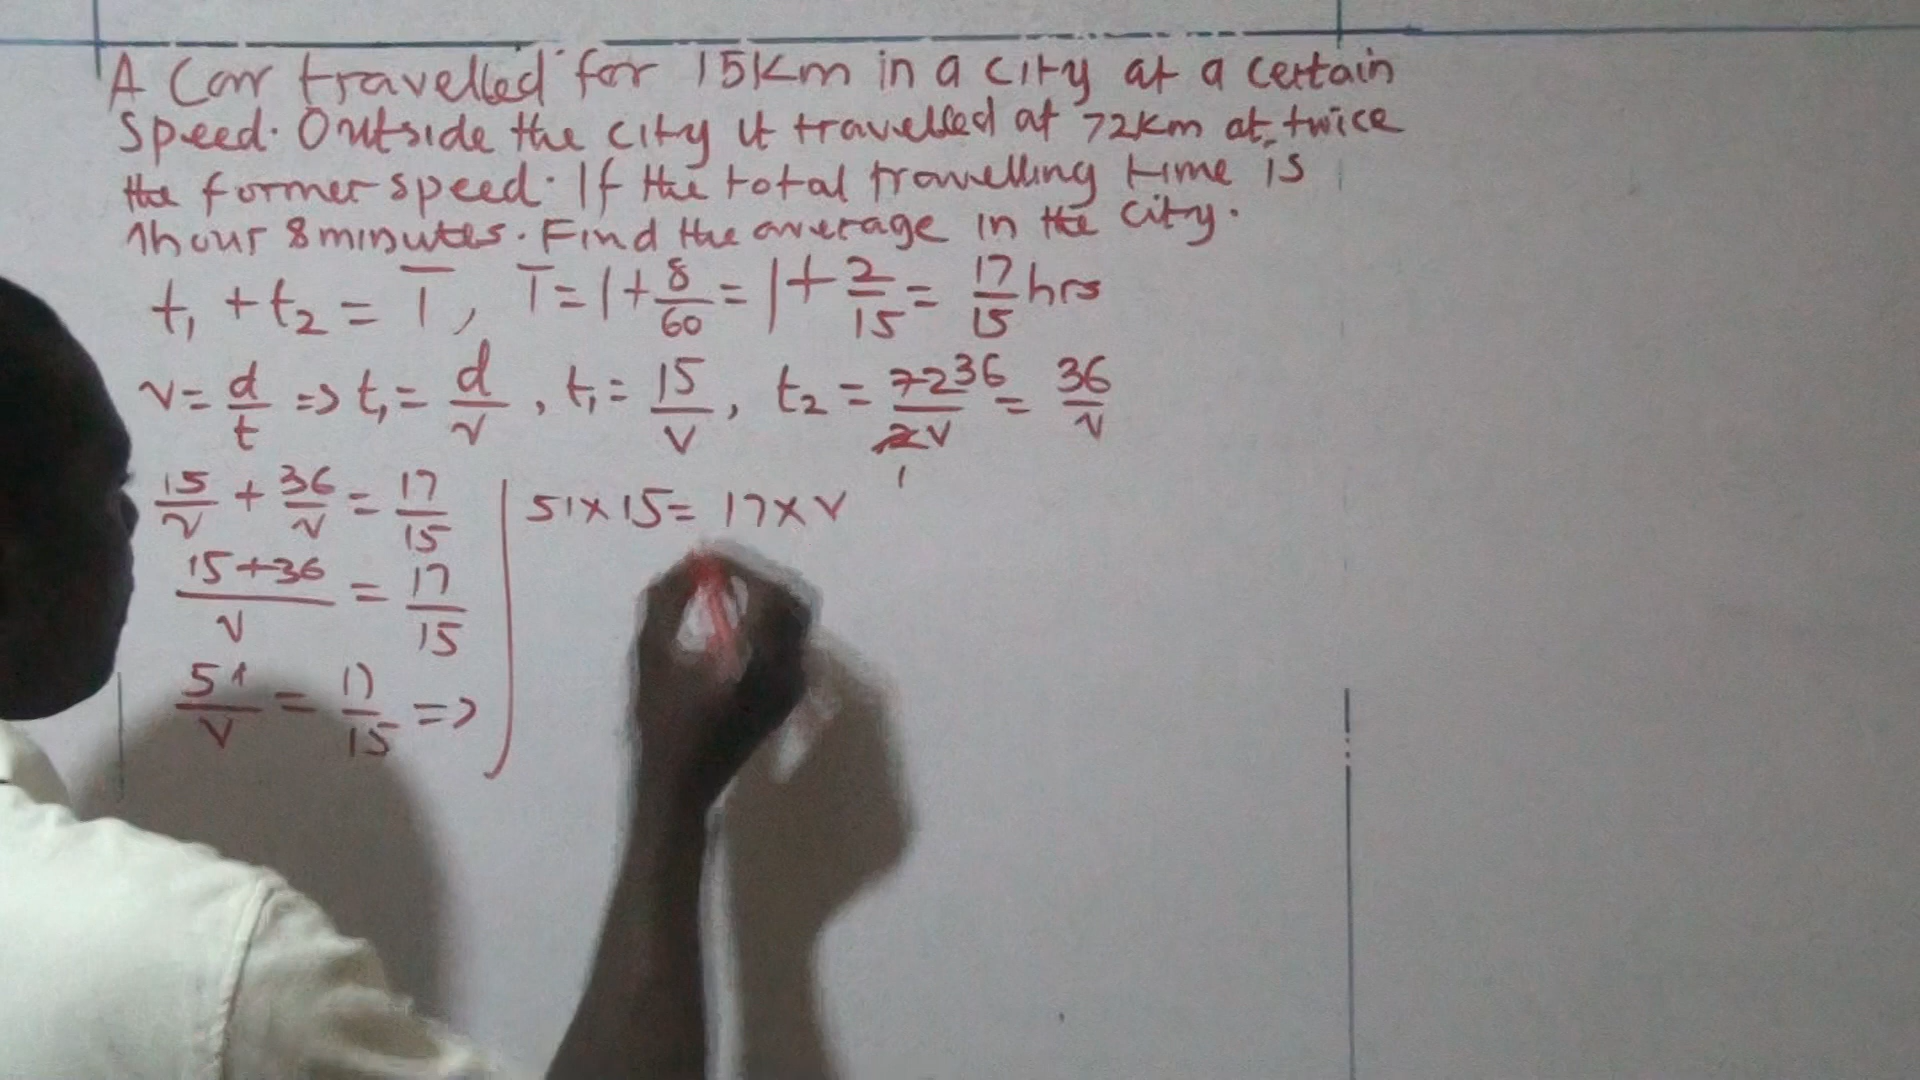 A Car travelled for 15km in a city at a certain
Speed. Outside the city it travelled at 72km at twice
the former speed. If the total travelling time is
1hour 8minutes. Find the average in the city.
t₁ + t₂ = T, T = 1 + 8/60 = 1 + 2/15 = 17/15 hrs
v = d/t => t₁ = d/v, t₁ = 15/v, t₂ = 72 36/2v 1 = 36/v
15/v + 36/v = 17/15
15+36/v = 17/15
51/v = 17/15 =>
51 x 15 = 17 x v